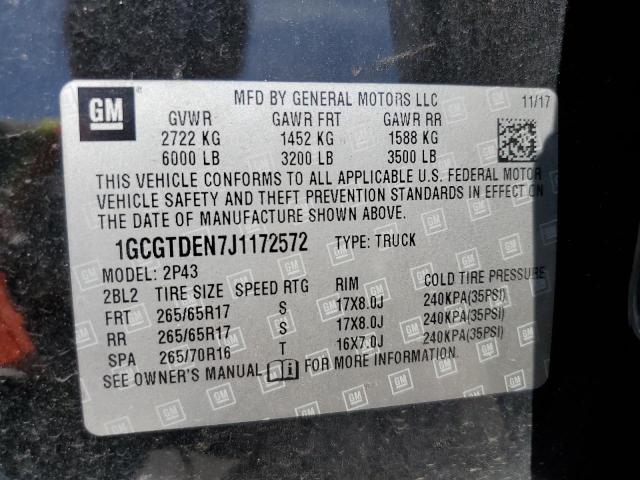 GM
MFD BY GENERAL MOTORS LLC 11/17
GVWR GAWR FRT GAWR RR
2722 KG 1452 KG 1588 KG
6000 LB 3200 LB 3500 LB
THIS VEHICLE CONFORMS TO ALL APPLICABLE U.S. FEDERAL MOTOR
VEHICLE SAFETY AND THEFT PREVENTION STANDARDS IN EFFECT ON
THE DATE OF MANUFACTURE SHOWN ABOVE.
1GCGTDEN7J1172572 TYPE: TRUCK
MODEL: 2P43
2BL2 TIRE SIZE SPEED RTG RIM COLD TIRE PRESSURE
FRT 265/65R17 S 17X8.0J 240KPA(35PSI)
RR 265/65R17 S 17X8.0J 240KPA(35PSI)
SPA 265/70R16 T 16X7.0J 240KPA(35PSI)
SEE OWNER'S MANUAL FOR MORE INFORMATION.